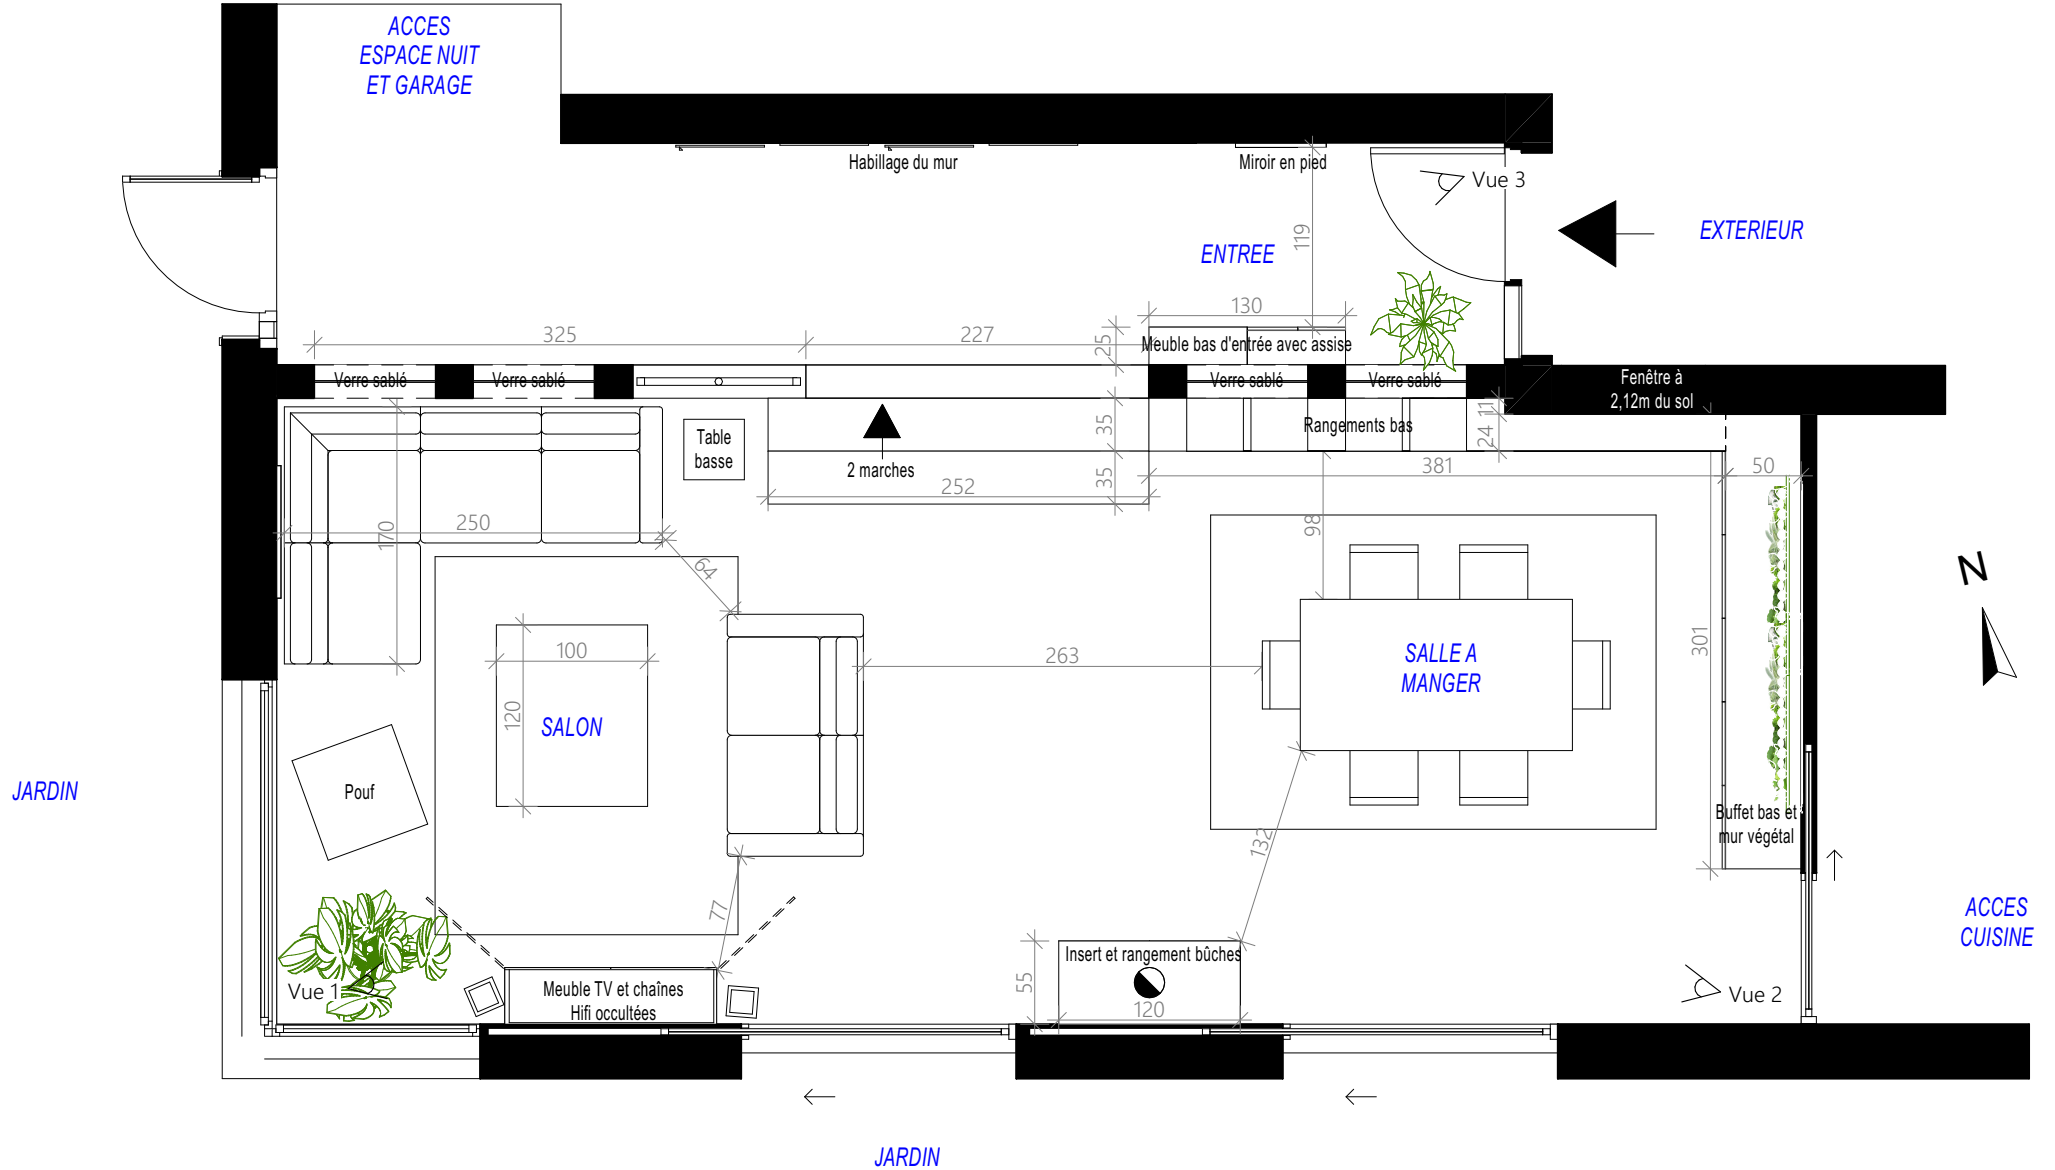 ACCES
ESPACE NUIT
ET GARAGE
Habillage du mur
Miroir en pied
Vue 3
EXTERIEUR
ENTREE
119
130
325
227
25
Meuble bas d'entrée avec assise
Verre sablé
Verre sablé
Verre sablé
Verre sablé
Fenêtre à
2,12m du sol
11
35
24
Rangements bas
Table
basse
2 marches
35
381
50
252
98
250
170
64
N
263
301
100
120
SALON
SALLE A
MANGER
Pouf
JARDIN
132
Buffet bas et
mur végétal
77
ACCES
CUISINE
Vue 1
Meuble TV et chaînes
Hifi occultées
55
Insert et rangement bûches
120
Vue 2
JARDIN